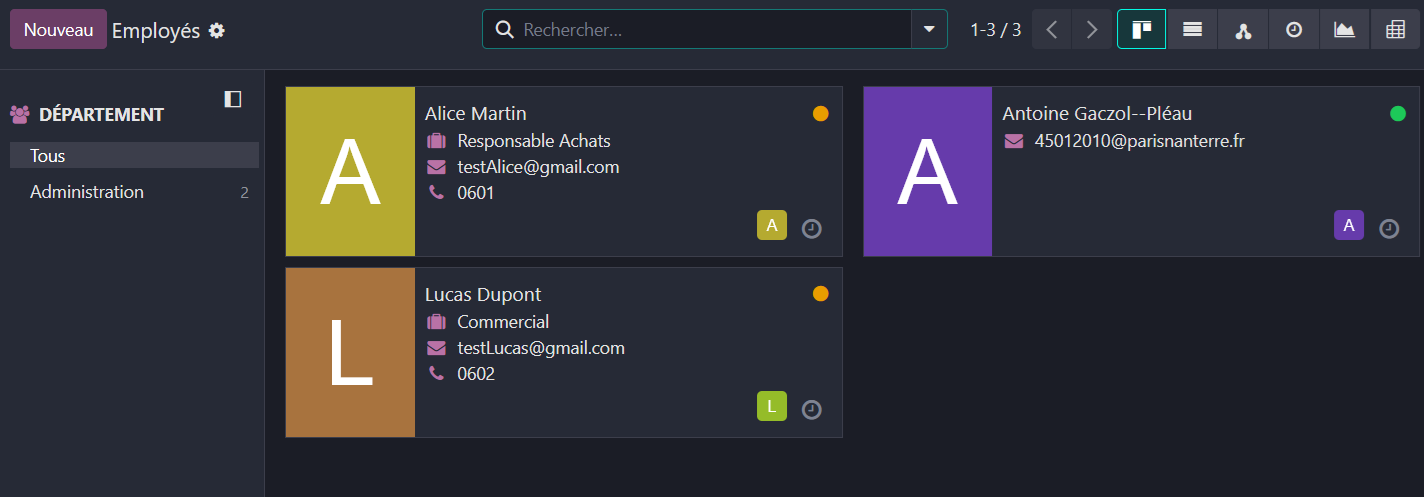 Nouveau Employés Rechercher... 1-3 / 3
DÉPARTEMENT
Tous
Administration 2
A
Alice Martin
Responsable Achats
testAlice@gmail.com
0601
A
A
Antoine Gaczol--Pléau
45012010@parisnanterre.fr
A
L
Lucas Dupont
Commercial
testLucas@gmail.com
0602
L